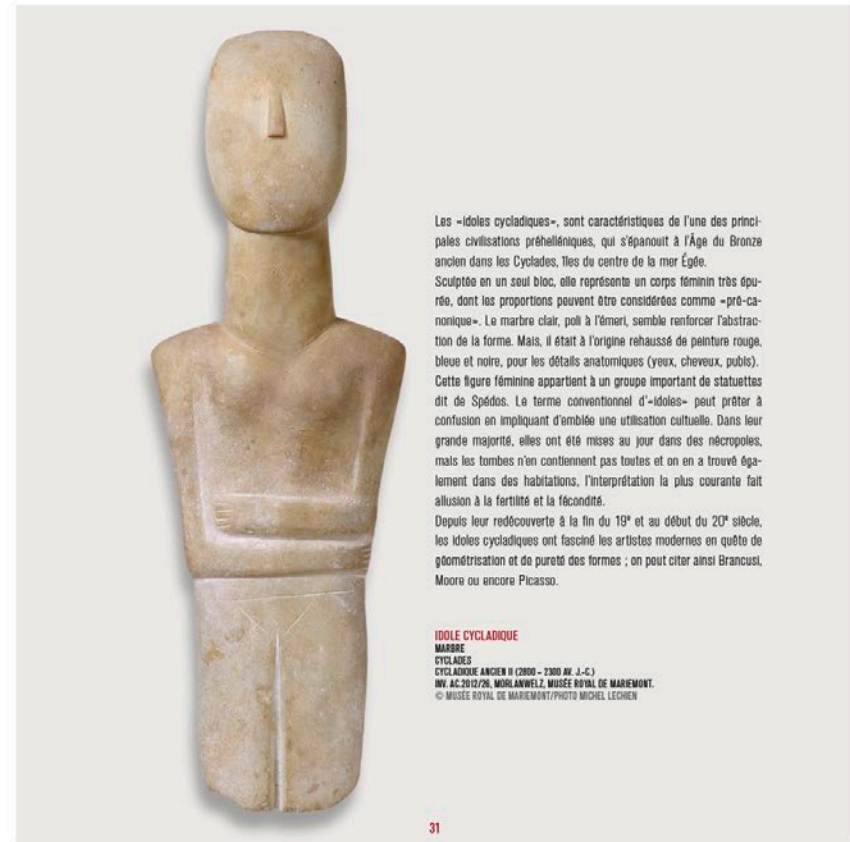 Les «idoles cycladiques», sont caractéristiques de l'une des princi-
pales civilisations préhelléniques, qui s'épanouit à l'Âge du Bronze
ancien dans les Cyclades, îles du centre de la mer Égée.
Sculptée en un seul bloc, elle représente un corps féminin très épu-
rée, dont les proportions peuvent être considérées comme «pré-ca-
nonique». Le marbre clair, poli à l'émeri, semble renforcer l'abstrac-
tion de la forme. Mais, il était à l'origine rehaussé de peinture rouge,
bleue et noire, pour les détails anatomiques (yeux, cheveux, pubis).
Cette figure féminine appartient à un groupe important de statuettes
dit de Spédos. Le terme conventionnel d'«idoles» peut prêter à
confusion en impliquant d'emblée une utilisation cultuelle. Dans leur
grande majorité, elles ont été mises au jour dans des nécropoles,
mais les tombes n'en contiennent pas toutes et on en a trouvé éga-
lement dans des habitations, l'interprétation la plus courante fait
allusion à la fertilité et la fécondité.
Depuis leur redécouverte à la fin du 19e et au début du 20e siècle,
les idoles cycladiques ont fasciné les artistes modernes en quête de
géométrisation et de pureté des formes ; on peut citer ainsi Brancusi,
Moore ou encore Picasso.
IDOLE CYCLADIQUE
MARBRE
CYCLADES
CYCLADIQUE ANCIEN II (2800 – 2300 AV. J.-C.)
INV. AC.2012/26, MORLANWELZ, MUSÉE ROYAL DE MARIEMONT.
© MUSÉE ROYAL DE MARIEMONT/PHOTO MICHEL LECHIEN
31